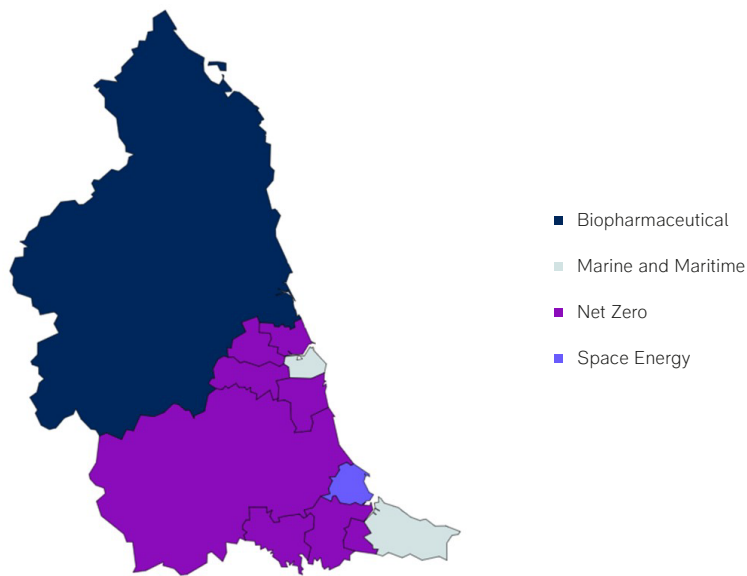 Biopharmaceutical
Marine and Maritime
Net Zero
Space Energy